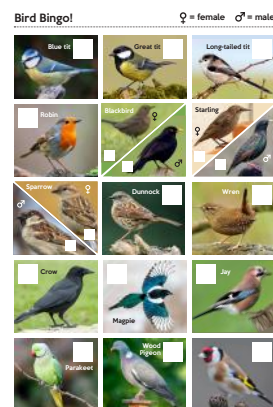 Bird Bingo!
♀ = female ♂ = male
Blue tit
Great tit
Long-tailed tit
Robin
Blackbird
♀
♂
Starling
♀
♂
Sparrow
♀
♂
Dunnock
Wren
Crow
Magpie
Jay
Parakeet
Wood
Pigeon